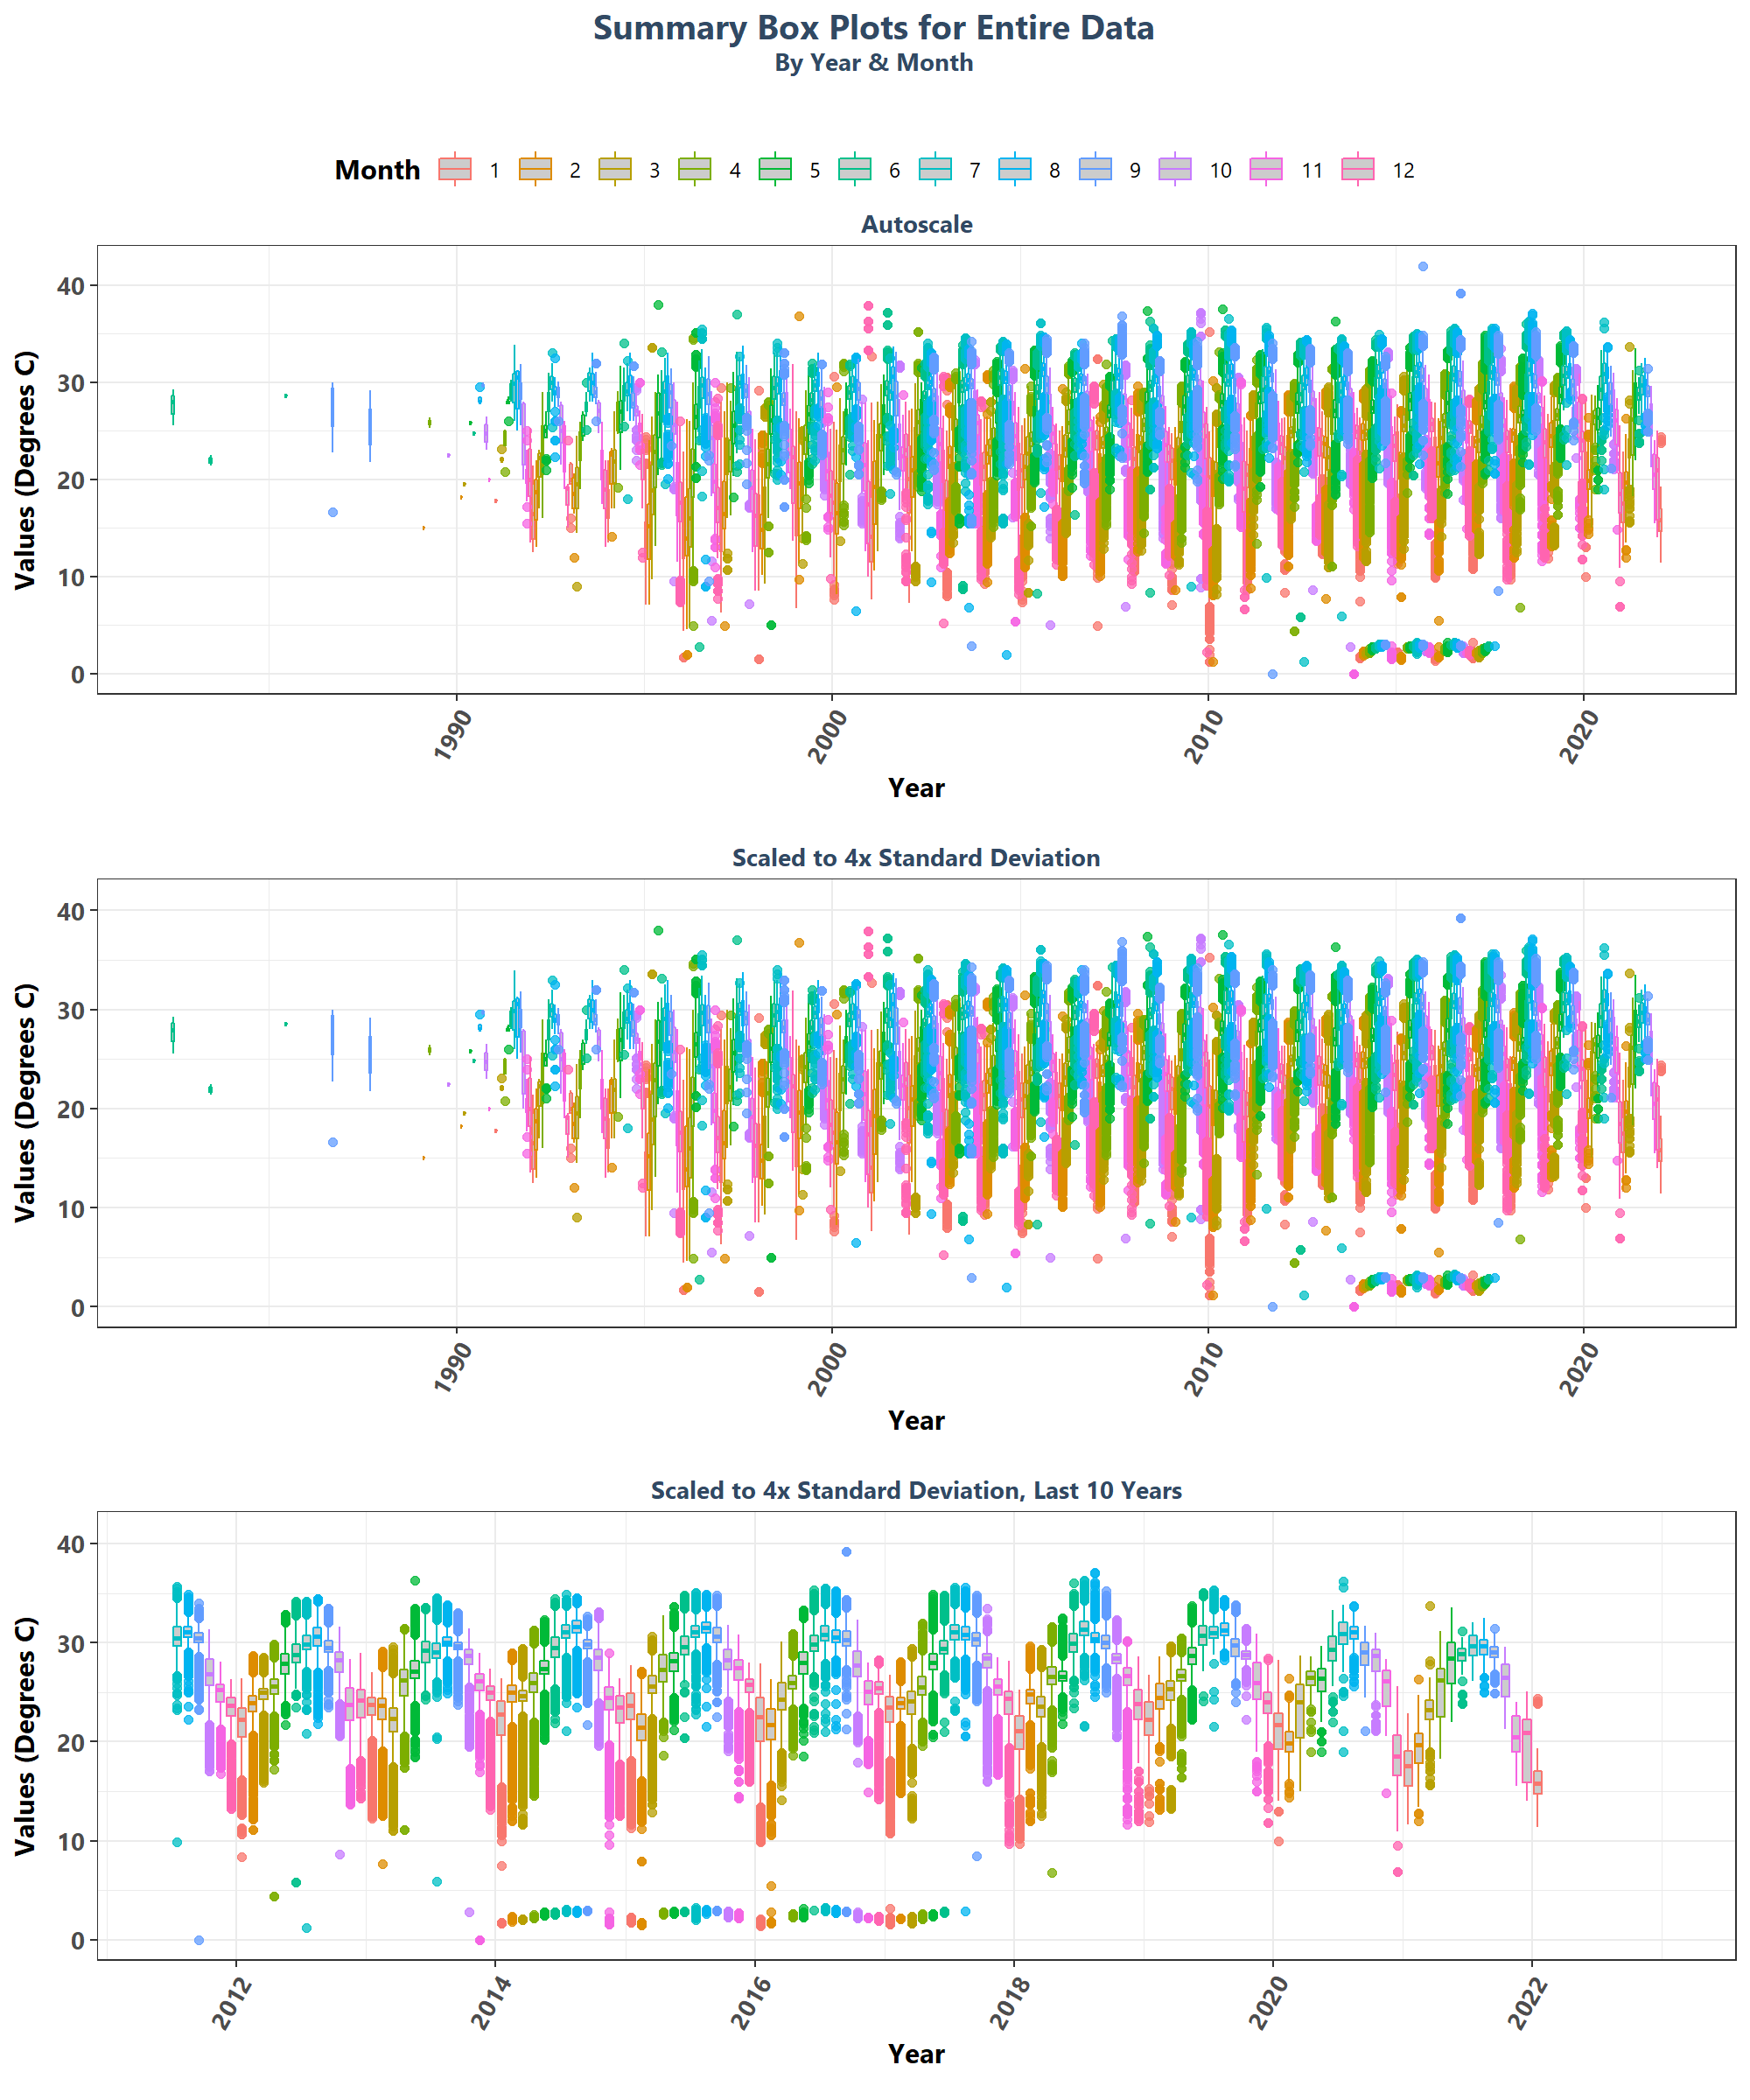 Summary Box Plots for Entire Data
By Year & Month
Month 1 2 3 4 5 6 7 8 9 10 11 12
Autoscale
Values (Degrees C)
40
30
20
10
0
1990 2000 2010 2020
Year
Scaled to 4x Standard Deviation
Values (Degrees C)
40
30
20
10
0
1990 2000 2010 2020
Year
Scaled to 4x Standard Deviation, Last 10 Years
Values (Degrees C)
40
30
20
10
0
2012 2014 2016 2018 2020 2022
Year